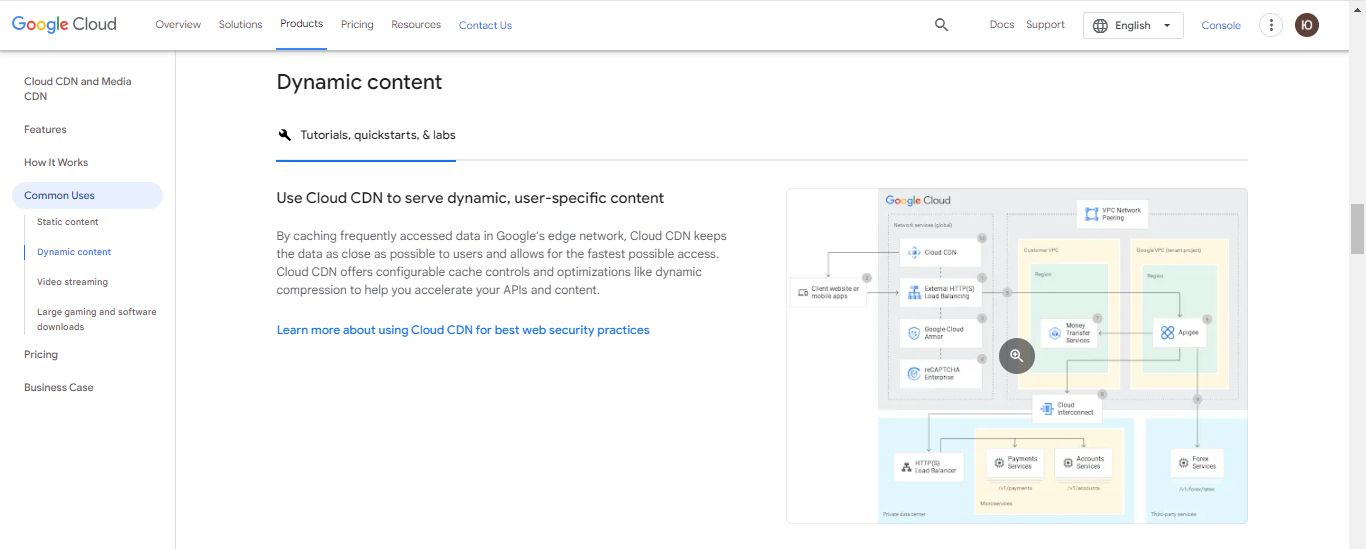 Google Cloud
Overview
Solutions
Products
Pricing
Resources
Contact Us
Docs
Support
English
Console
Ю
Cloud CDN and Media
CDN
Features
How It Works
Common Uses
Static content
Dynamic content
Video streaming
Large gaming and software
downloads
Pricing
Business Case
Dynamic content
Tutorials, quickstarts, & labs
Use Cloud CDN to serve dynamic, user-specific content
By caching frequently accessed data in Google's edge network, Cloud CDN keeps
the data as close as possible to users and allows for the fastest possible access.
Cloud CDN offers configurable cache controls and optimizations like dynamic
compression to help you accelerate your APIs and content.
Learn more about using Cloud CDN for best web security practices
Google Cloud
Network services (global)
Cloud CDN
Client website or
mobile apps
External HTTP(S)
Load Balancing
Google Cloud
Armor
reCAPTCHA
Enterprise
VPC Network
Peering
Customer VPC
Region
Money
Transfer
Services
Google VPC (tenant project)
Region
Apigee
Cloud
Interconnect
HTTP(S)
Load Balancer
Payments
Services
/v1/payments
Accounts
Services
/v1/accounts
Microservices
Private data center
Forex
Services
/v1/forex/rates
Third-party services